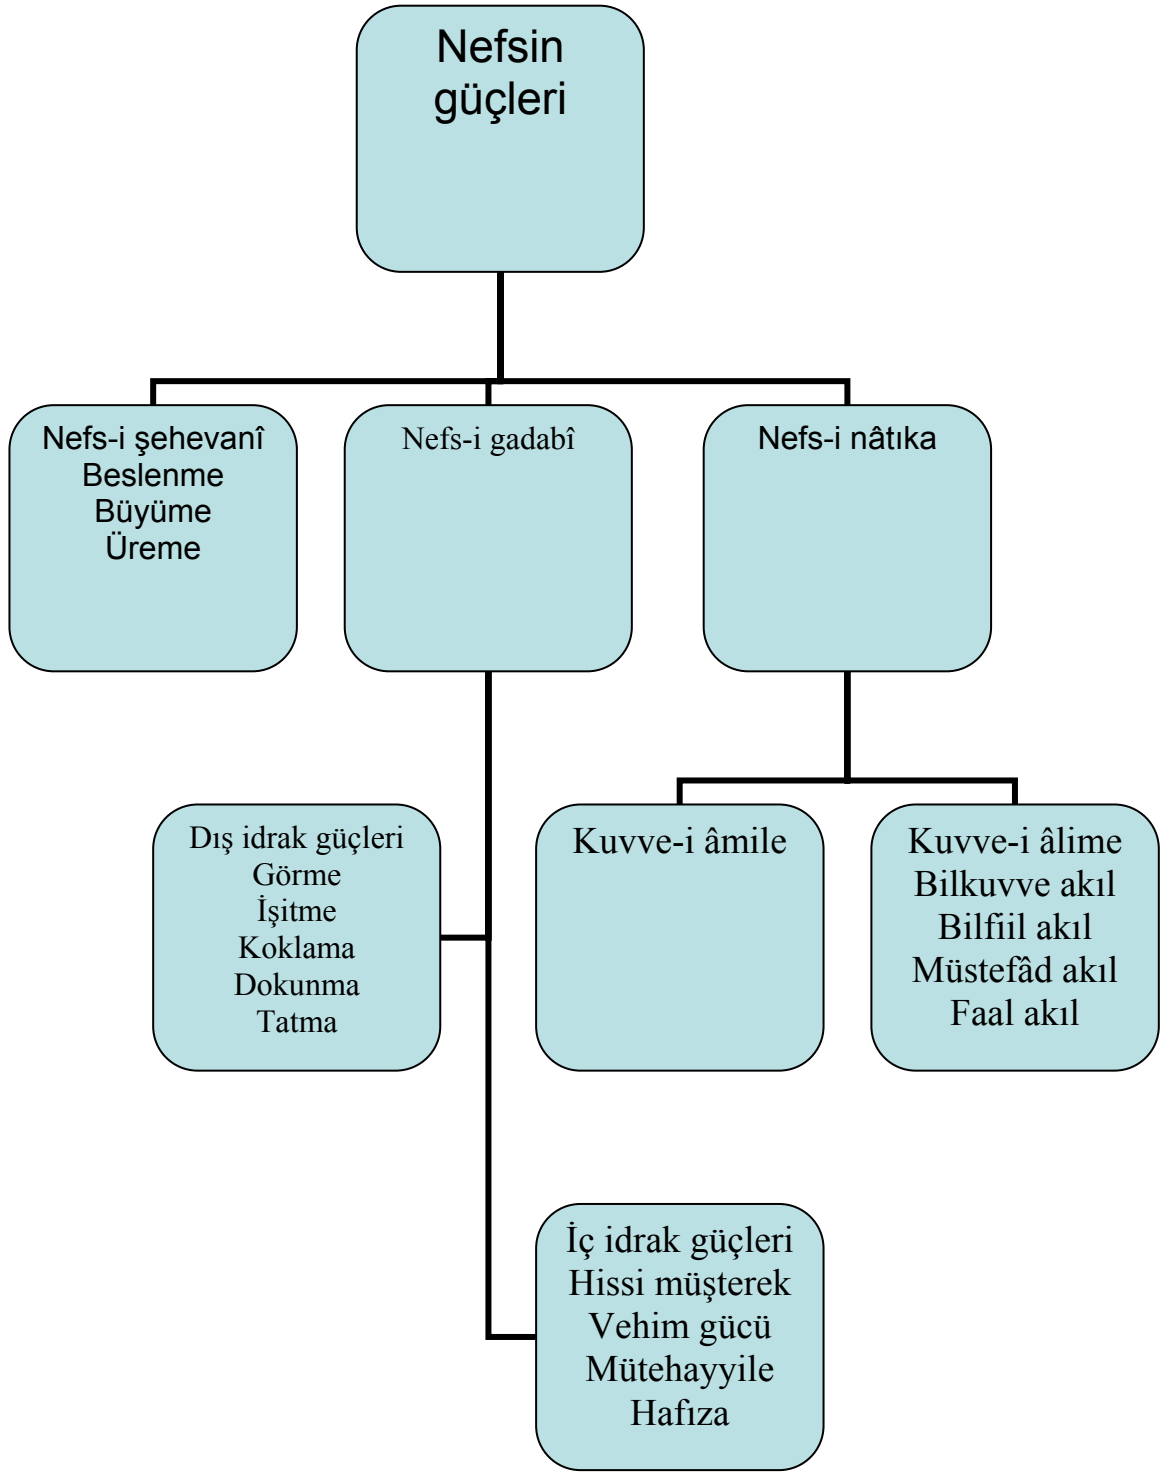 Nefsin
güçleri
Nefs-i şehevanî
Beslenme
Büyüme
Üreme
Nefs-i gadabî
Nefs-i nâtıka
Dış idrak güçleri
Görme
İşitme
Koklama
Dokunma
Tatma
Kuvve-i âmile
Kuvve-i âlime
Bilkuvve akıl
Bilfiil akıl
Müstefâd akıl
Faal akıl
İç idrak güçleri
Hissi müşterek
Vehim gücü
Mütehayyile
Hafıza